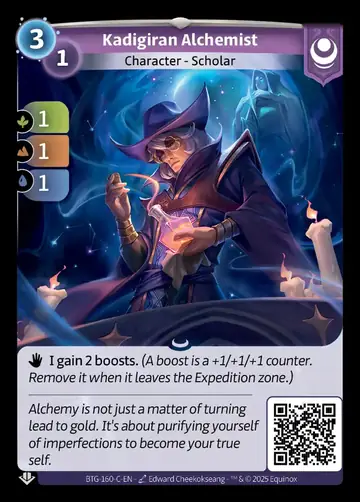 3
Kadigiran Alchemist
1
Character - Scholar
1
1
1
I gain 2 boosts. (A boost is a +1/+1/+1 counter.
Remove it when it leaves the Expedition zone.)
Alchemy is not just a matter of turning
lead to gold. It's about purifying yourself
of imperfections to become your true
self.
BTG-160-C-EN - Edward Cheekokseang - ™ & © 2025 Equinox